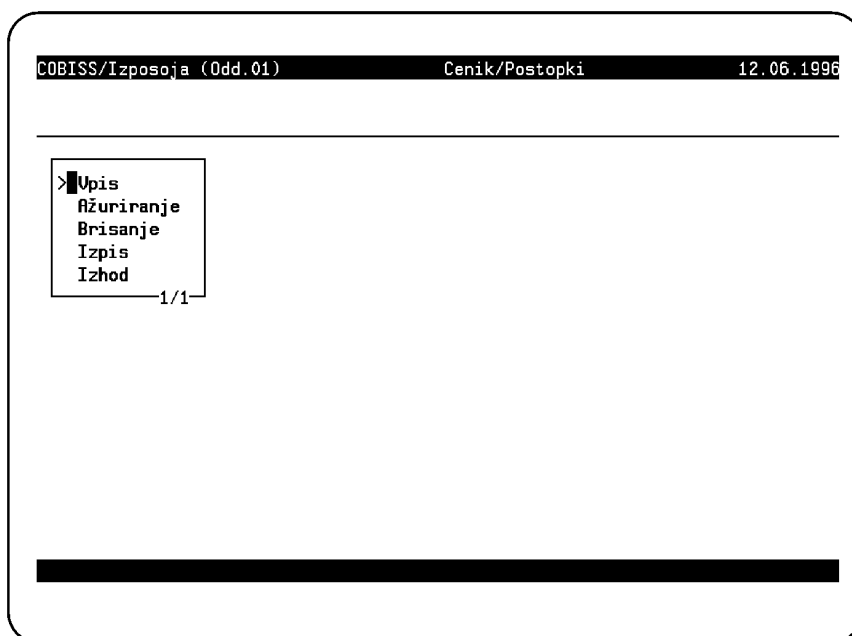 COBISS/Izposoja (Odd.01) Cenik/Postopki 12.06.1996
>Vpis
Ažuriranje
Brisanje
Izpis
Izhod
1/1